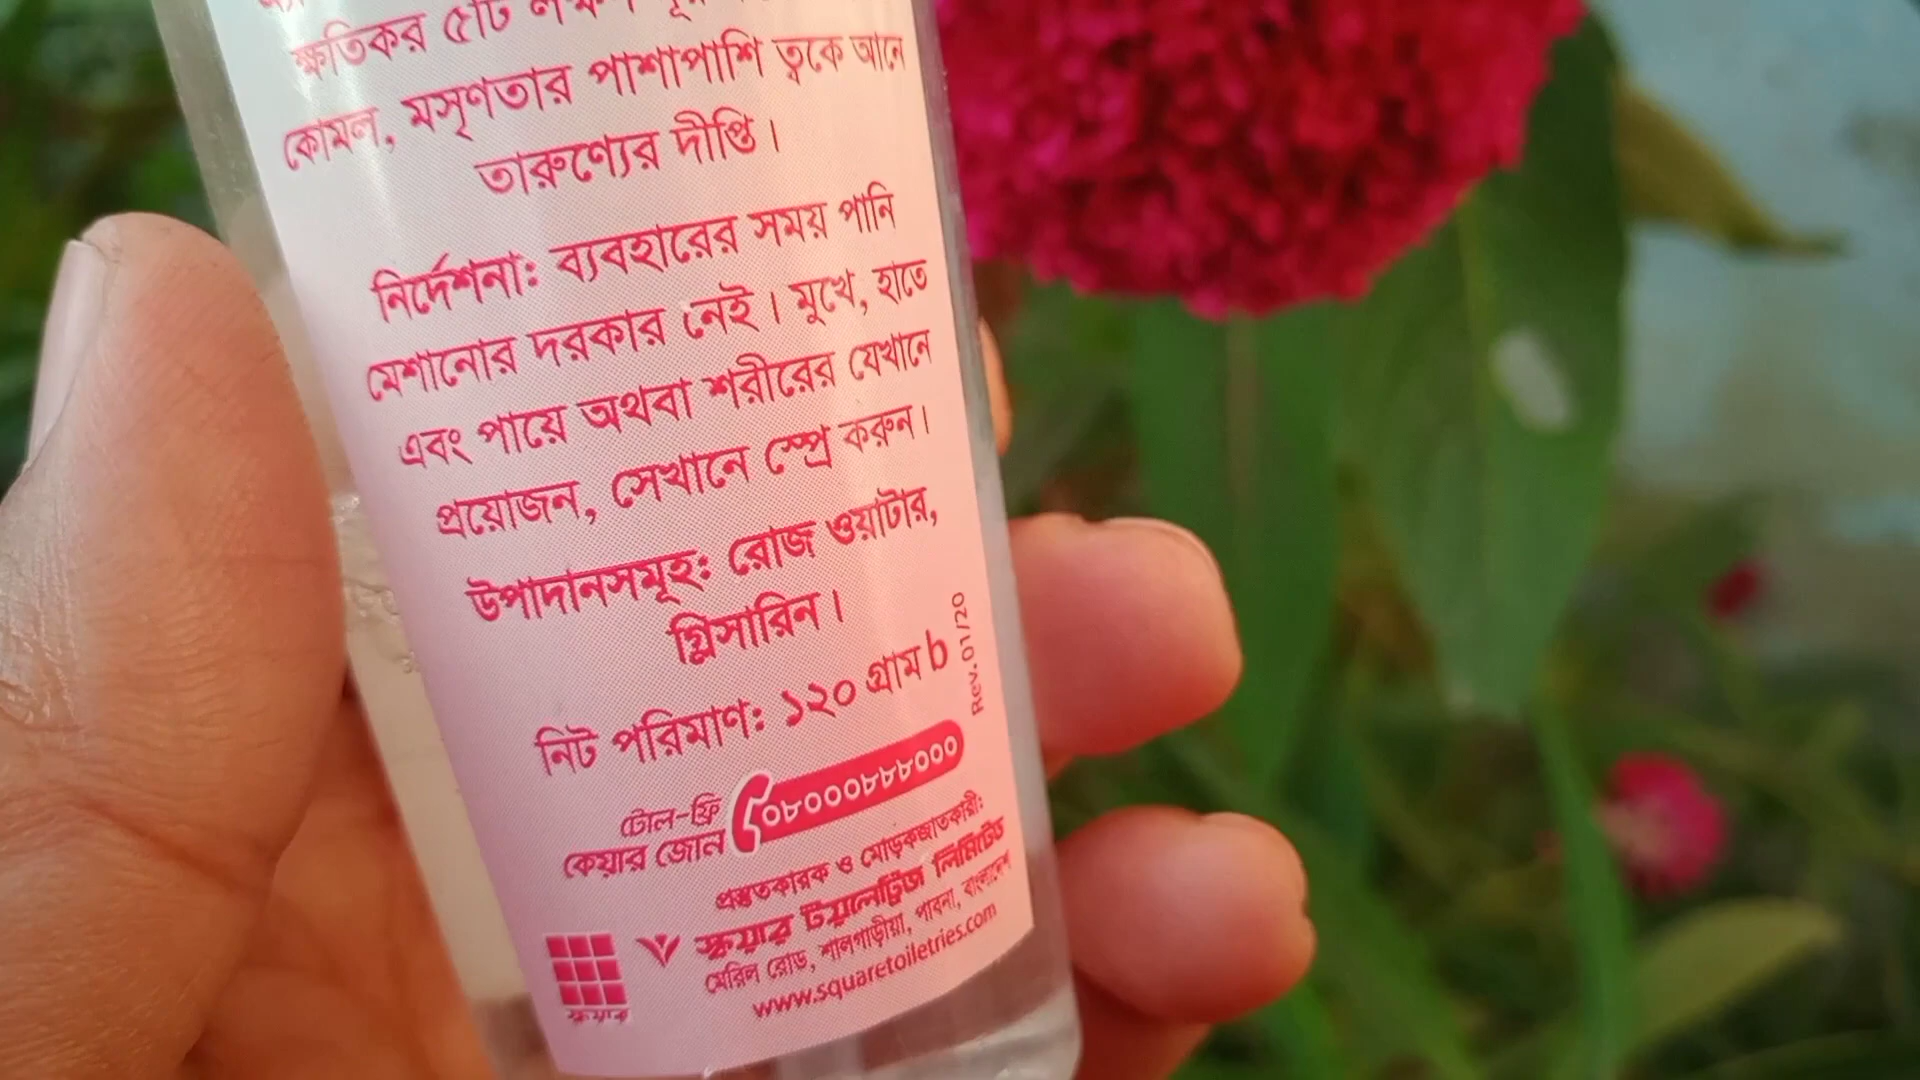 ক্ষতিকর ৫টি লক্ষণ
কোমল, মসৃণতার পাশাপাশি ত্বকে আনে
তারুণ্যের দীপ্তি।
নির্দেশনা: ব্যবহারের সময় পানি
মেশানোর দরকার নেই। মুখে, হাতে
এবং পায়ে অথবা শরীরের যেখানে
প্রয়োজন, সেখানে স্প্রে করুন।
উপাদানসমূহ: রোজ ওয়াটার,
গ্লিসারিন।
নিট পরিমাণ: ১২০ গ্রাম b
Rev. 01/20
টোল-ফ্রি
কেয়ার জোন ০৮০০০৮৮৮০০০
প্রস্তুতকারক ও মোড়কজাতকারী:
স্কয়ার টয়লেট্রিজ লিমিটেড
মেরিল রোড, শালগাড়ীয়া, পাবনা, বাংলাদেশ
www.squaretoiletries.com
স্কয়ার